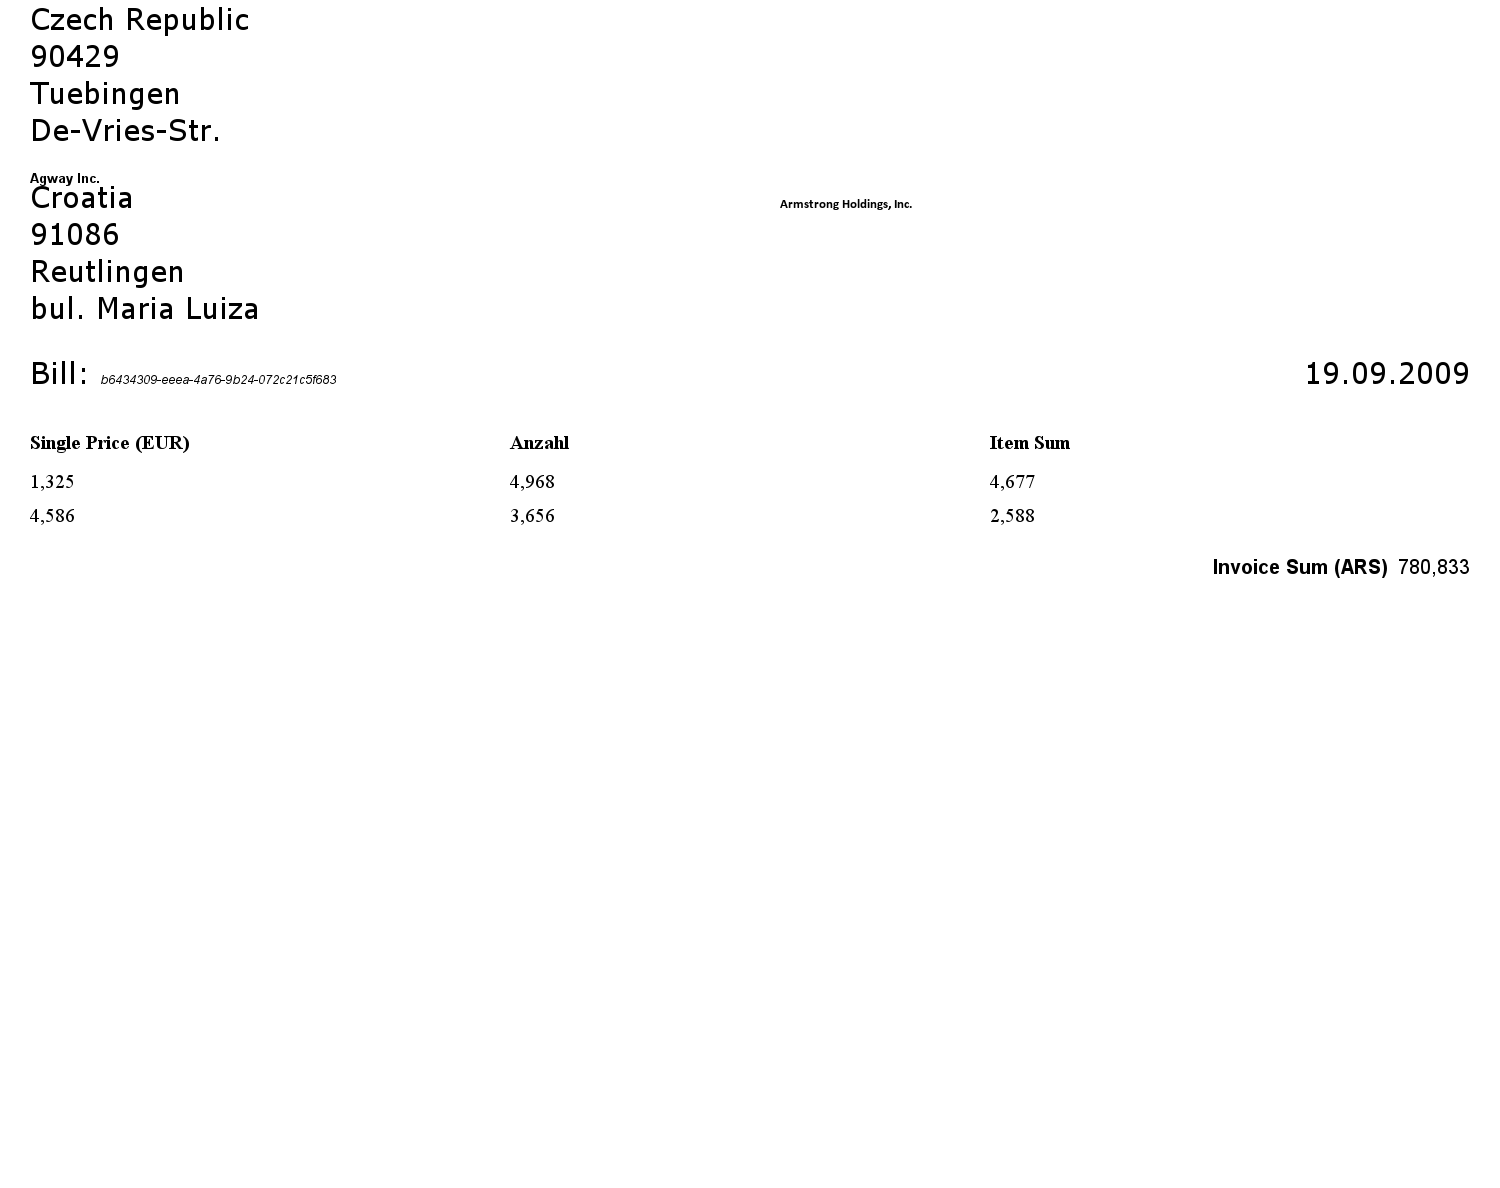 Czech Republic
90429
Tuebingen
De-Vries-Str.
Agway Inc.
Croatia
91086
Reutlingen
bul. Maria Luiza
Armstrong Holdings, Inc.
Bill: b6434309-eeea-4a76-9b24-072c21c5f683 19.09.2009
Single Price (EUR) Anzahl Item Sum
1,325 4,968 4,677
4,586 3,656 2,588
Invoice Sum (ARS) 780,833